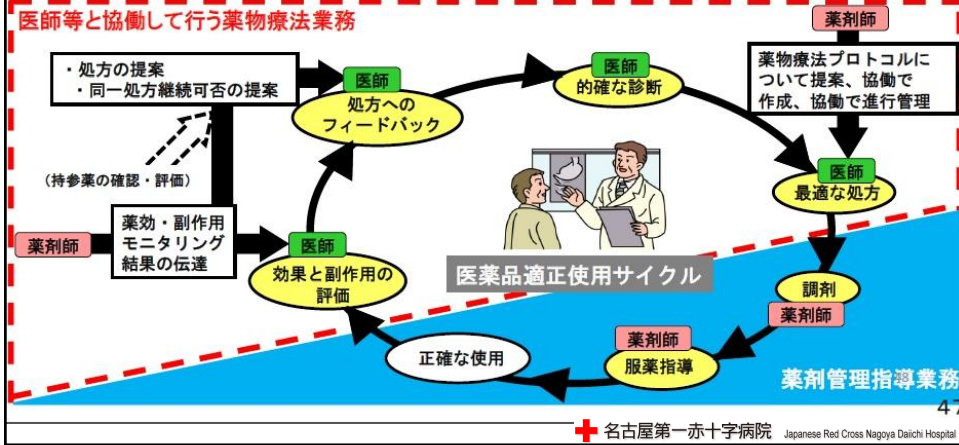 医師等と協働して行う薬物療法業務
薬剤師
・処方の提案
・同一処方継続可否の提案
医師
処方への
フィードバック
医師
的確な診断
薬物療法プロトコルに
ついて提案、協働で
作成、協働で進行管理
(持参薬の確認・評価)
医師
最適な処方
薬剤師
薬効・副作用
モニタリング
結果の伝達
医師
効果と副作用の
評価
医薬品適正使用サイクル
調剤
薬剤師
薬剤師
服薬指導
正確な使用
薬剤管理指導業務
47
名古屋第一赤十字病院 Japanese Red Cross Nagoya Daiichi Hospital